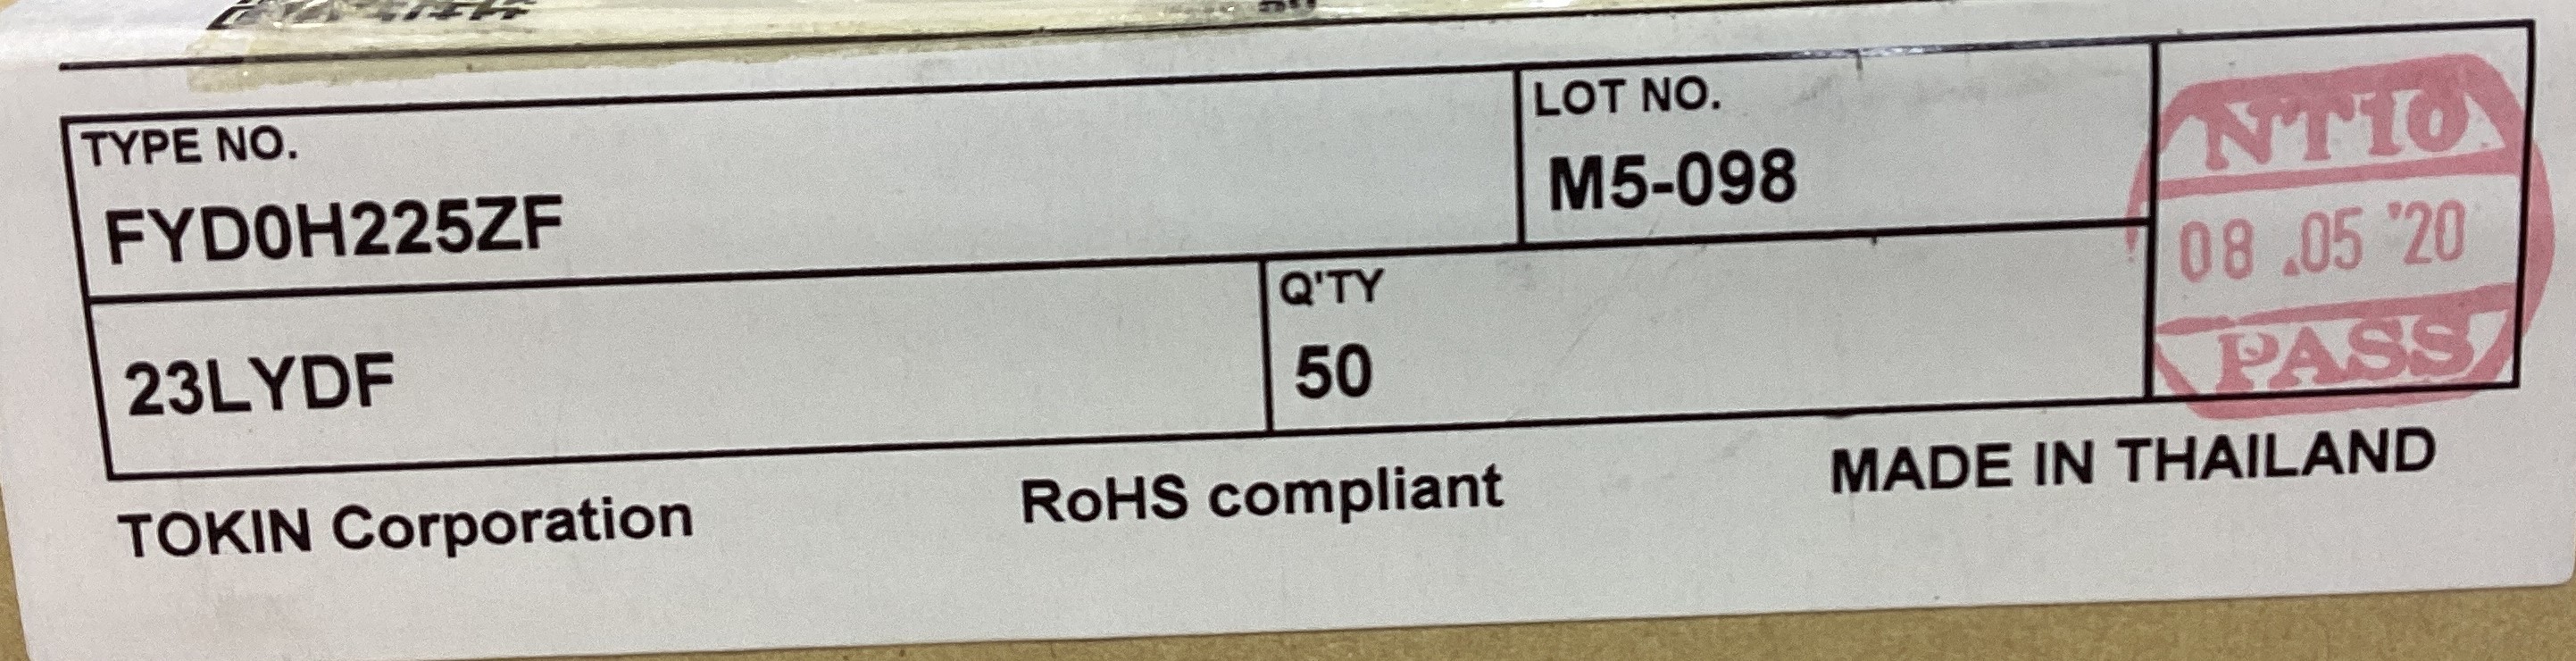 TYPE NO.
FYD0H225ZF
LOT NO.
M5-098
NT10
08.05'20
PASS
23LYDF
Q'TY
50
TOKIN Corporation
RoHS compliant
MADE IN THAILAND